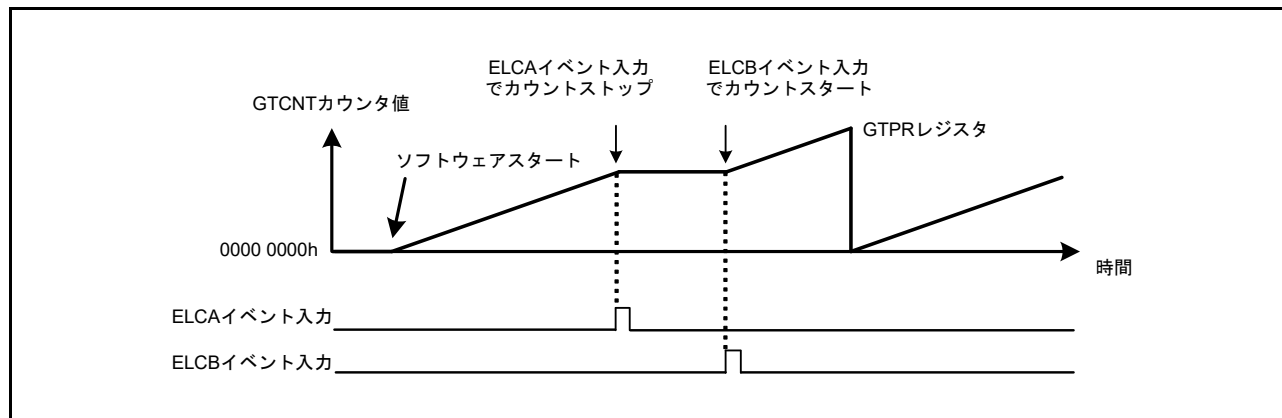 ELCAイベント入力
でカウントストップ
ELCBイベント入力
でカウントスタート
GTCNTカウンタ値
GTPRレジスタ
ソフトウェアスタート
0000 0000h
時間
ELCAイベント入力
ELCBイベント入力